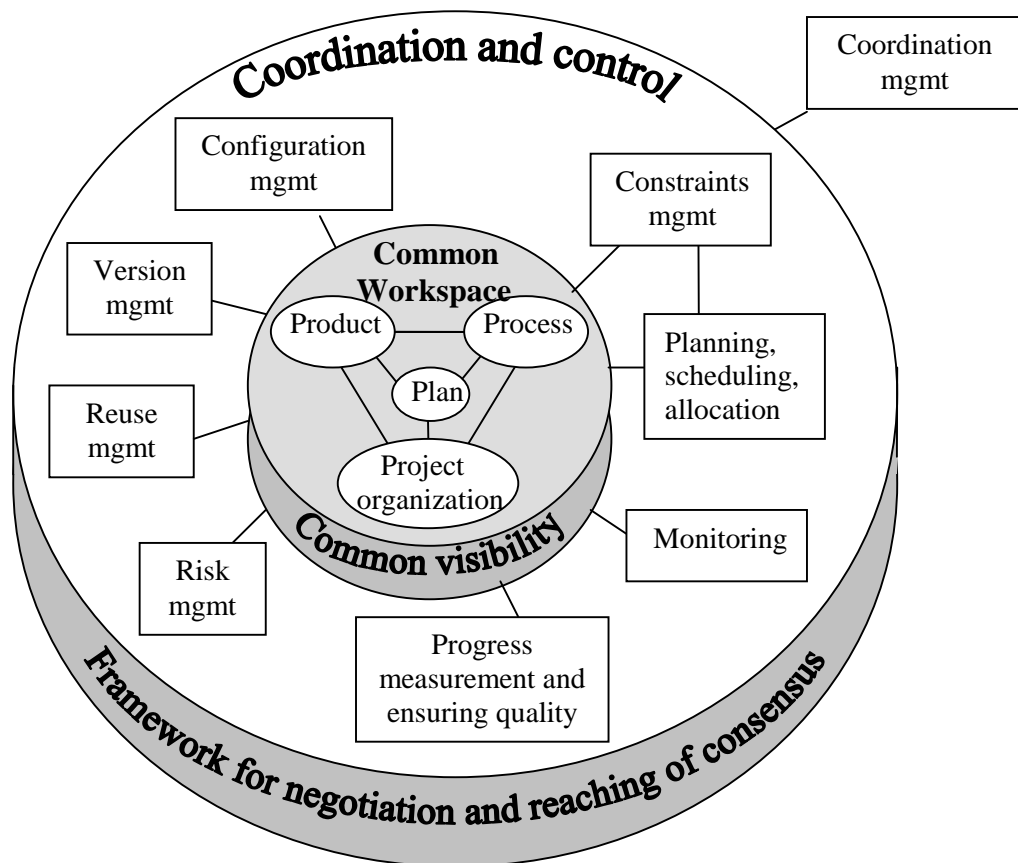 Coordination and control
Coordination
mgmt
Configuration
mgmt
Constraints
mgmt
Common
Workspace
Version
mgmt
Product
Process
Planning,
scheduling,
allocation
Plan
Reuse
mgmt
Project
organization
Common visibility
Monitoring
Risk
mgmt
Progress
measurement and
ensuring quality
Framework for negotiation and reaching of consensus